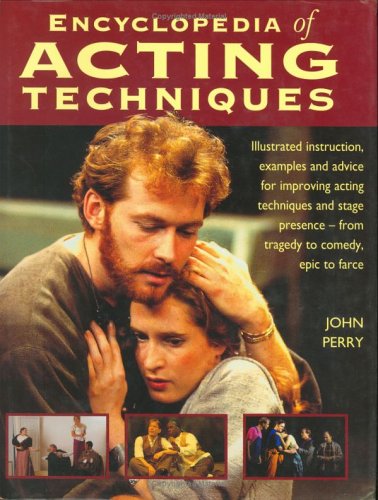 ENCYCLOPEDIA of
ACTING
TECHNIQUES
Illustrated instruction,
examples and advice
for improving acting
techniques and stage
presence – from
tragedy to comedy,
epic to farce
JOHN
PERRY